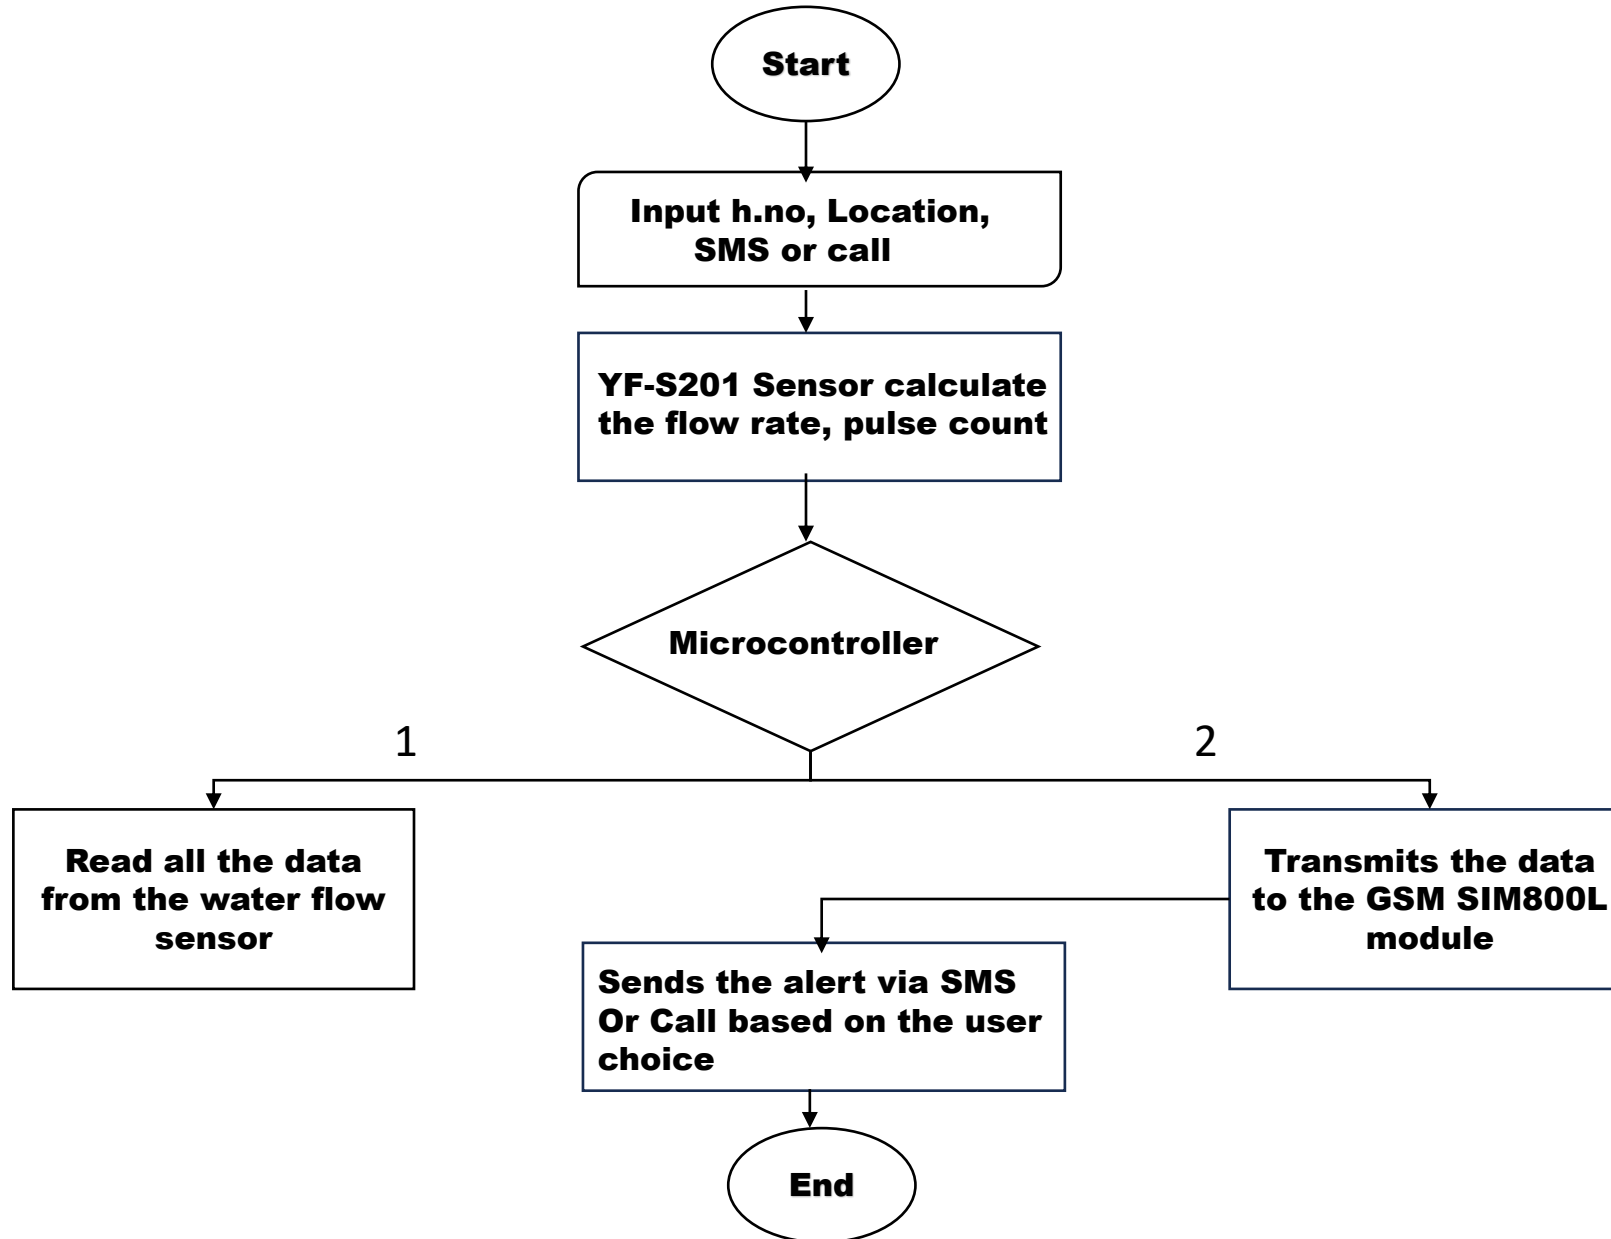 Start
Input h.no, Location,
SMS or call
YF-S201 Sensor calculate
the flow rate, pulse count
Microcontroller
1
2
Read all the data
from the water flow
sensor
Transmits the data
to the GSM SIM800L
module
Sends the alert via SMS
Or Call based on the user
choice
End